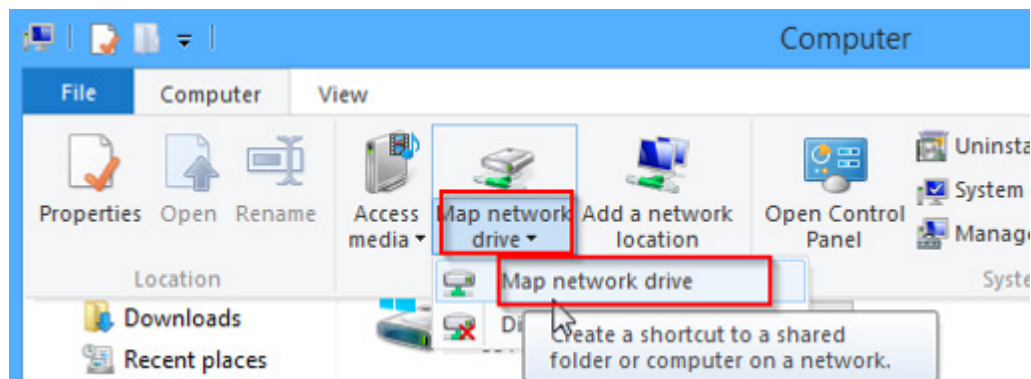 Computer
File Computer View
Properties Open Rename
Access media
Map network drive
Add a network location
Open Control Panel
System
Location
Map network drive
Create a shortcut to a shared
folder or computer on a network.
Downloads
Recent places